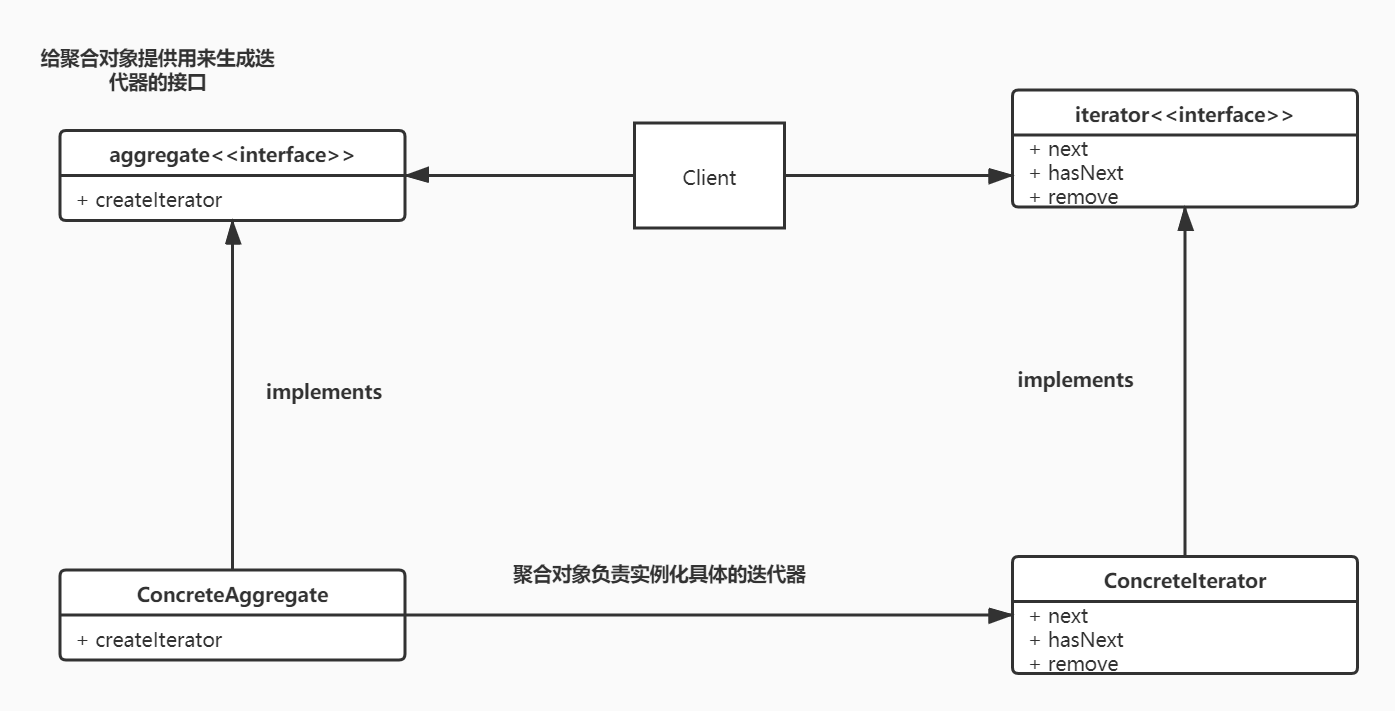 给聚合对象提供用来生成迭
代器的接口
aggregate<<interface>>
+ createIterator
Client
iterator<<interface>>
+ next
+ hasNext
+ remove
implements
implements
聚合对象负责实例化具体的迭代器
ConcreteAggregate
+ createIterator
ConcreteIterator
+ next
+ hasNext
+ remove